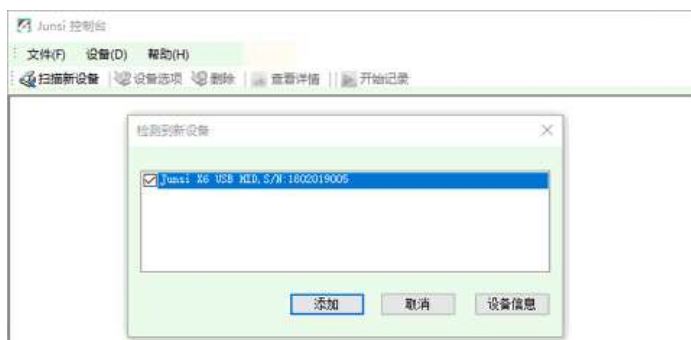 Junsi 控制台
文件(F) 设备(D) 帮助(H)
扫描新设备 设备选项 删除 查看详情 开始记录
检测到新设备
Junsi X6 USB HID,S/N:1802019005
添加 取消 设备信息